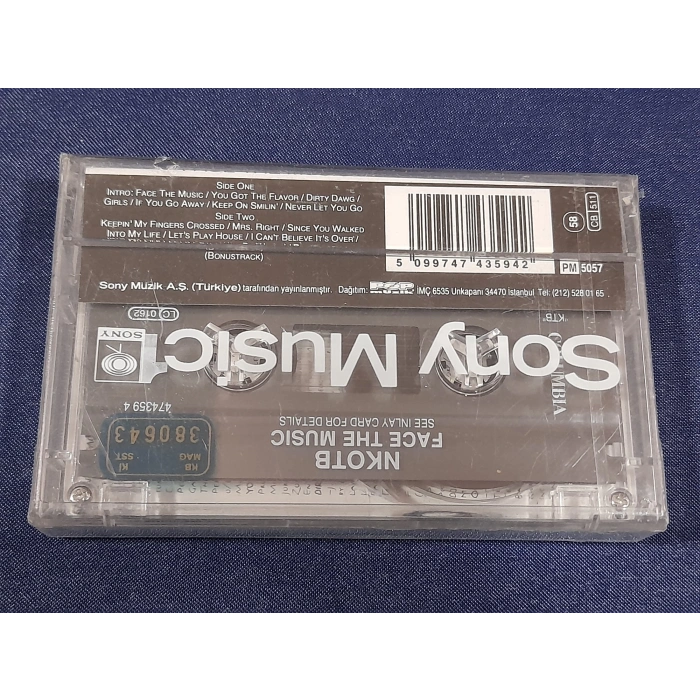 SIDE ONE
INTRO: FACE THE MUSIC / YOU GOT THE FLAVOR / DIRTY DAWG /
GIRLS / IF YOU GO AWAY / KEEP ON SMILIN' / NEVER LET YOU GO
SIDE TWO
KEEPIN' MY FINGERS CROSSED / MRS. RIGHT / SINCE YOU WALKED
INTO MY LIFE / LET'S PLAY HOUSE / I CAN'T BELIEVE IT'S OVER /
(BONUSTRACK)
Sony Müzik A.Ş. (Türkiye) tarafından yayınlanmıştır. Dağıtım: İMÇ 6535 Unkapanı 34470 İstanbul Tel: (212) 528 01 65
5 099747 435942
58
CB 511
PM 5057
LC 0162
SONY
Sony Music
"KTB"
COLUMBIA
474359 4
NKOTB
FACE THE MUSIC
SEE INLAY CARD FOR DETAILS
380643
KB KI
MAG SST